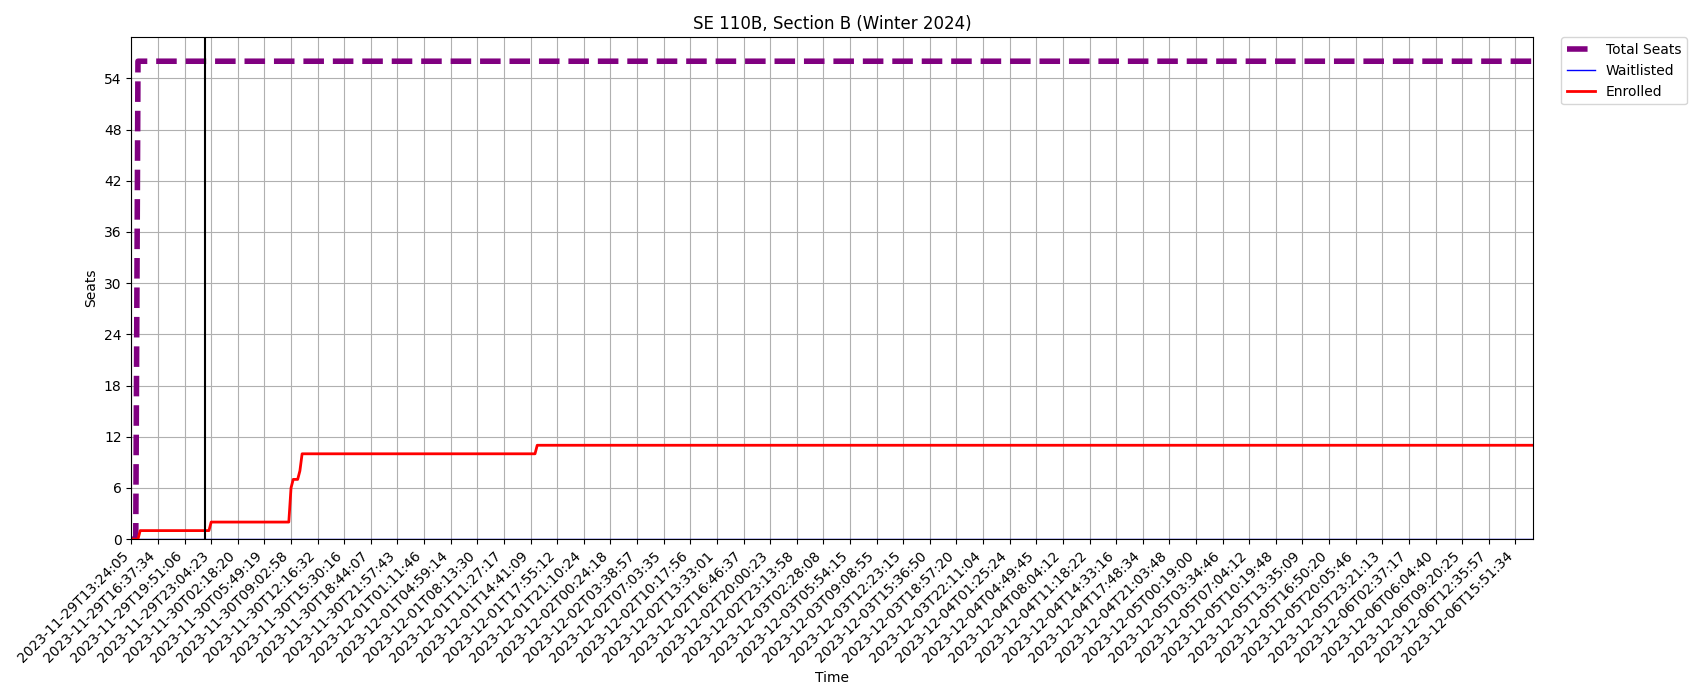 SE 110B, Section B (Winter 2024)
Total Seats
Waitlisted
Enrolled
54
48
42
36
30
24
18
12
6
0
Seats
2023-11-29T13:24:05
2023-11-29T16:37:34
2023-11-29T19:51:06
2023-11-29T23:04:23
2023-11-30T02:18:20
2023-11-30T05:49:19
2023-11-30T09:02:58
2023-11-30T12:16:32
2023-11-30T15:30:16
2023-11-30T18:44:07
2023-11-30T21:57:43
2023-12-01T01:11:46
2023-12-01T04:59:14
2023-12-01T08:13:30
2023-12-01T11:27:17
2023-12-01T14:41:09
2023-12-01T17:55:12
2023-12-01T21:10:24
2023-12-02T00:24:18
2023-12-02T03:38:57
2023-12-02T07:03:35
2023-12-02T10:17:56
2023-12-02T13:33:01
2023-12-02T16:46:37
2023-12-02T20:00:23
2023-12-02T23:13:58
2023-12-03T02:28:08
2023-12-03T05:54:15
2023-12-03T09:08:55
2023-12-03T12:23:15
2023-12-03T15:36:50
2023-12-03T18:57:20
2023-12-03T22:11:04
2023-12-04T01:25:24
2023-12-04T04:49:45
2023-12-04T08:04:12
2023-12-04T11:18:22
2023-12-04T14:33:16
2023-12-04T17:48:34
2023-12-04T21:03:48
2023-12-05T00:19:00
2023-12-05T03:34:46
2023-12-05T07:04:12
2023-12-05T10:19:48
2023-12-05T13:35:09
2023-12-05T16:50:20
2023-12-05T20:05:46
2023-12-05T23:21:13
2023-12-06T02:37:17
2023-12-06T06:04:40
2023-12-06T09:20:25
2023-12-06T12:35:57
2023-12-06T15:51:34
Time